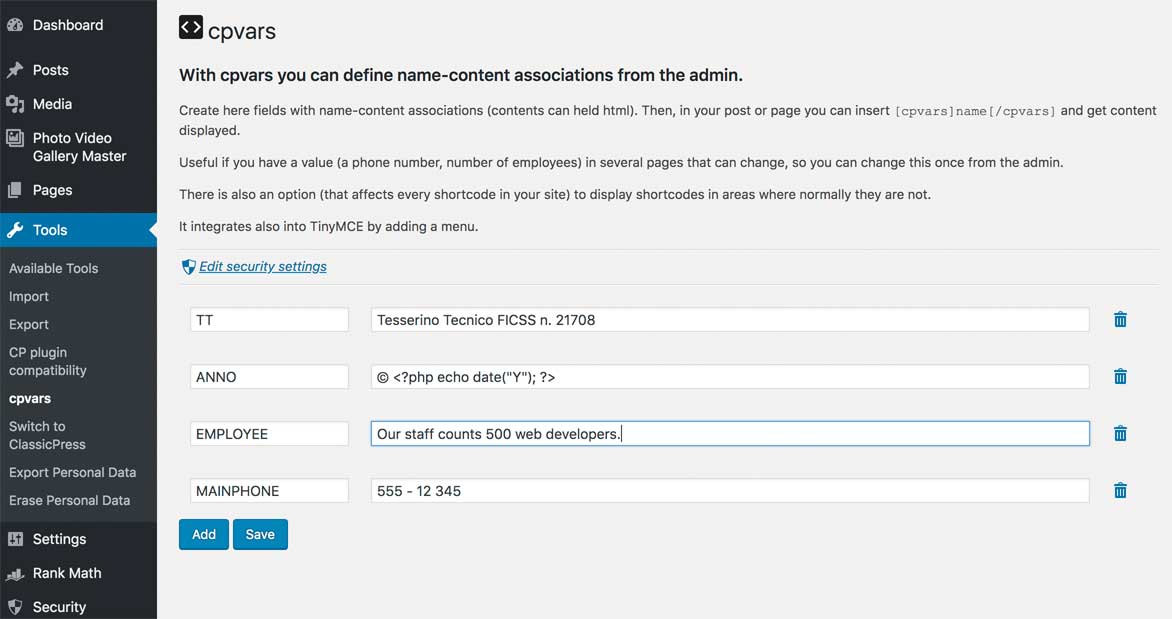 Dashboard
Posts
Media
Photo Video
Gallery Master
Pages
Tools
Available Tools
Import
Export
CP plugin
compatibility
cpvars
Switch to
ClassicPress
Export Personal Data
Erase Personal Data
Settings
Rank Math
Security
cpvars
With cpvars you can define name-content associations from the admin.
Create here fields with name-content associations (contents can held html). Then, in your post or page you can insert [cpvars]name[/cpvars] and get content
displayed.
Useful if you have a value (a phone number, number of employees) in several pages that can change, so you can change this once from the admin.
There is also an option (that affects every shortcode in your site) to display shortcodes in areas where normally they are not.
It integrates also into TinyMCE by adding a menu.
Edit security settings
TT Tesserino Tecnico FICSS n. 21708
ANNO © <?php echo date("Y"); ?>
EMPLOYEE Our staff counts 500 web developers.
MAINPHONE 555 - 12 345
Add Save